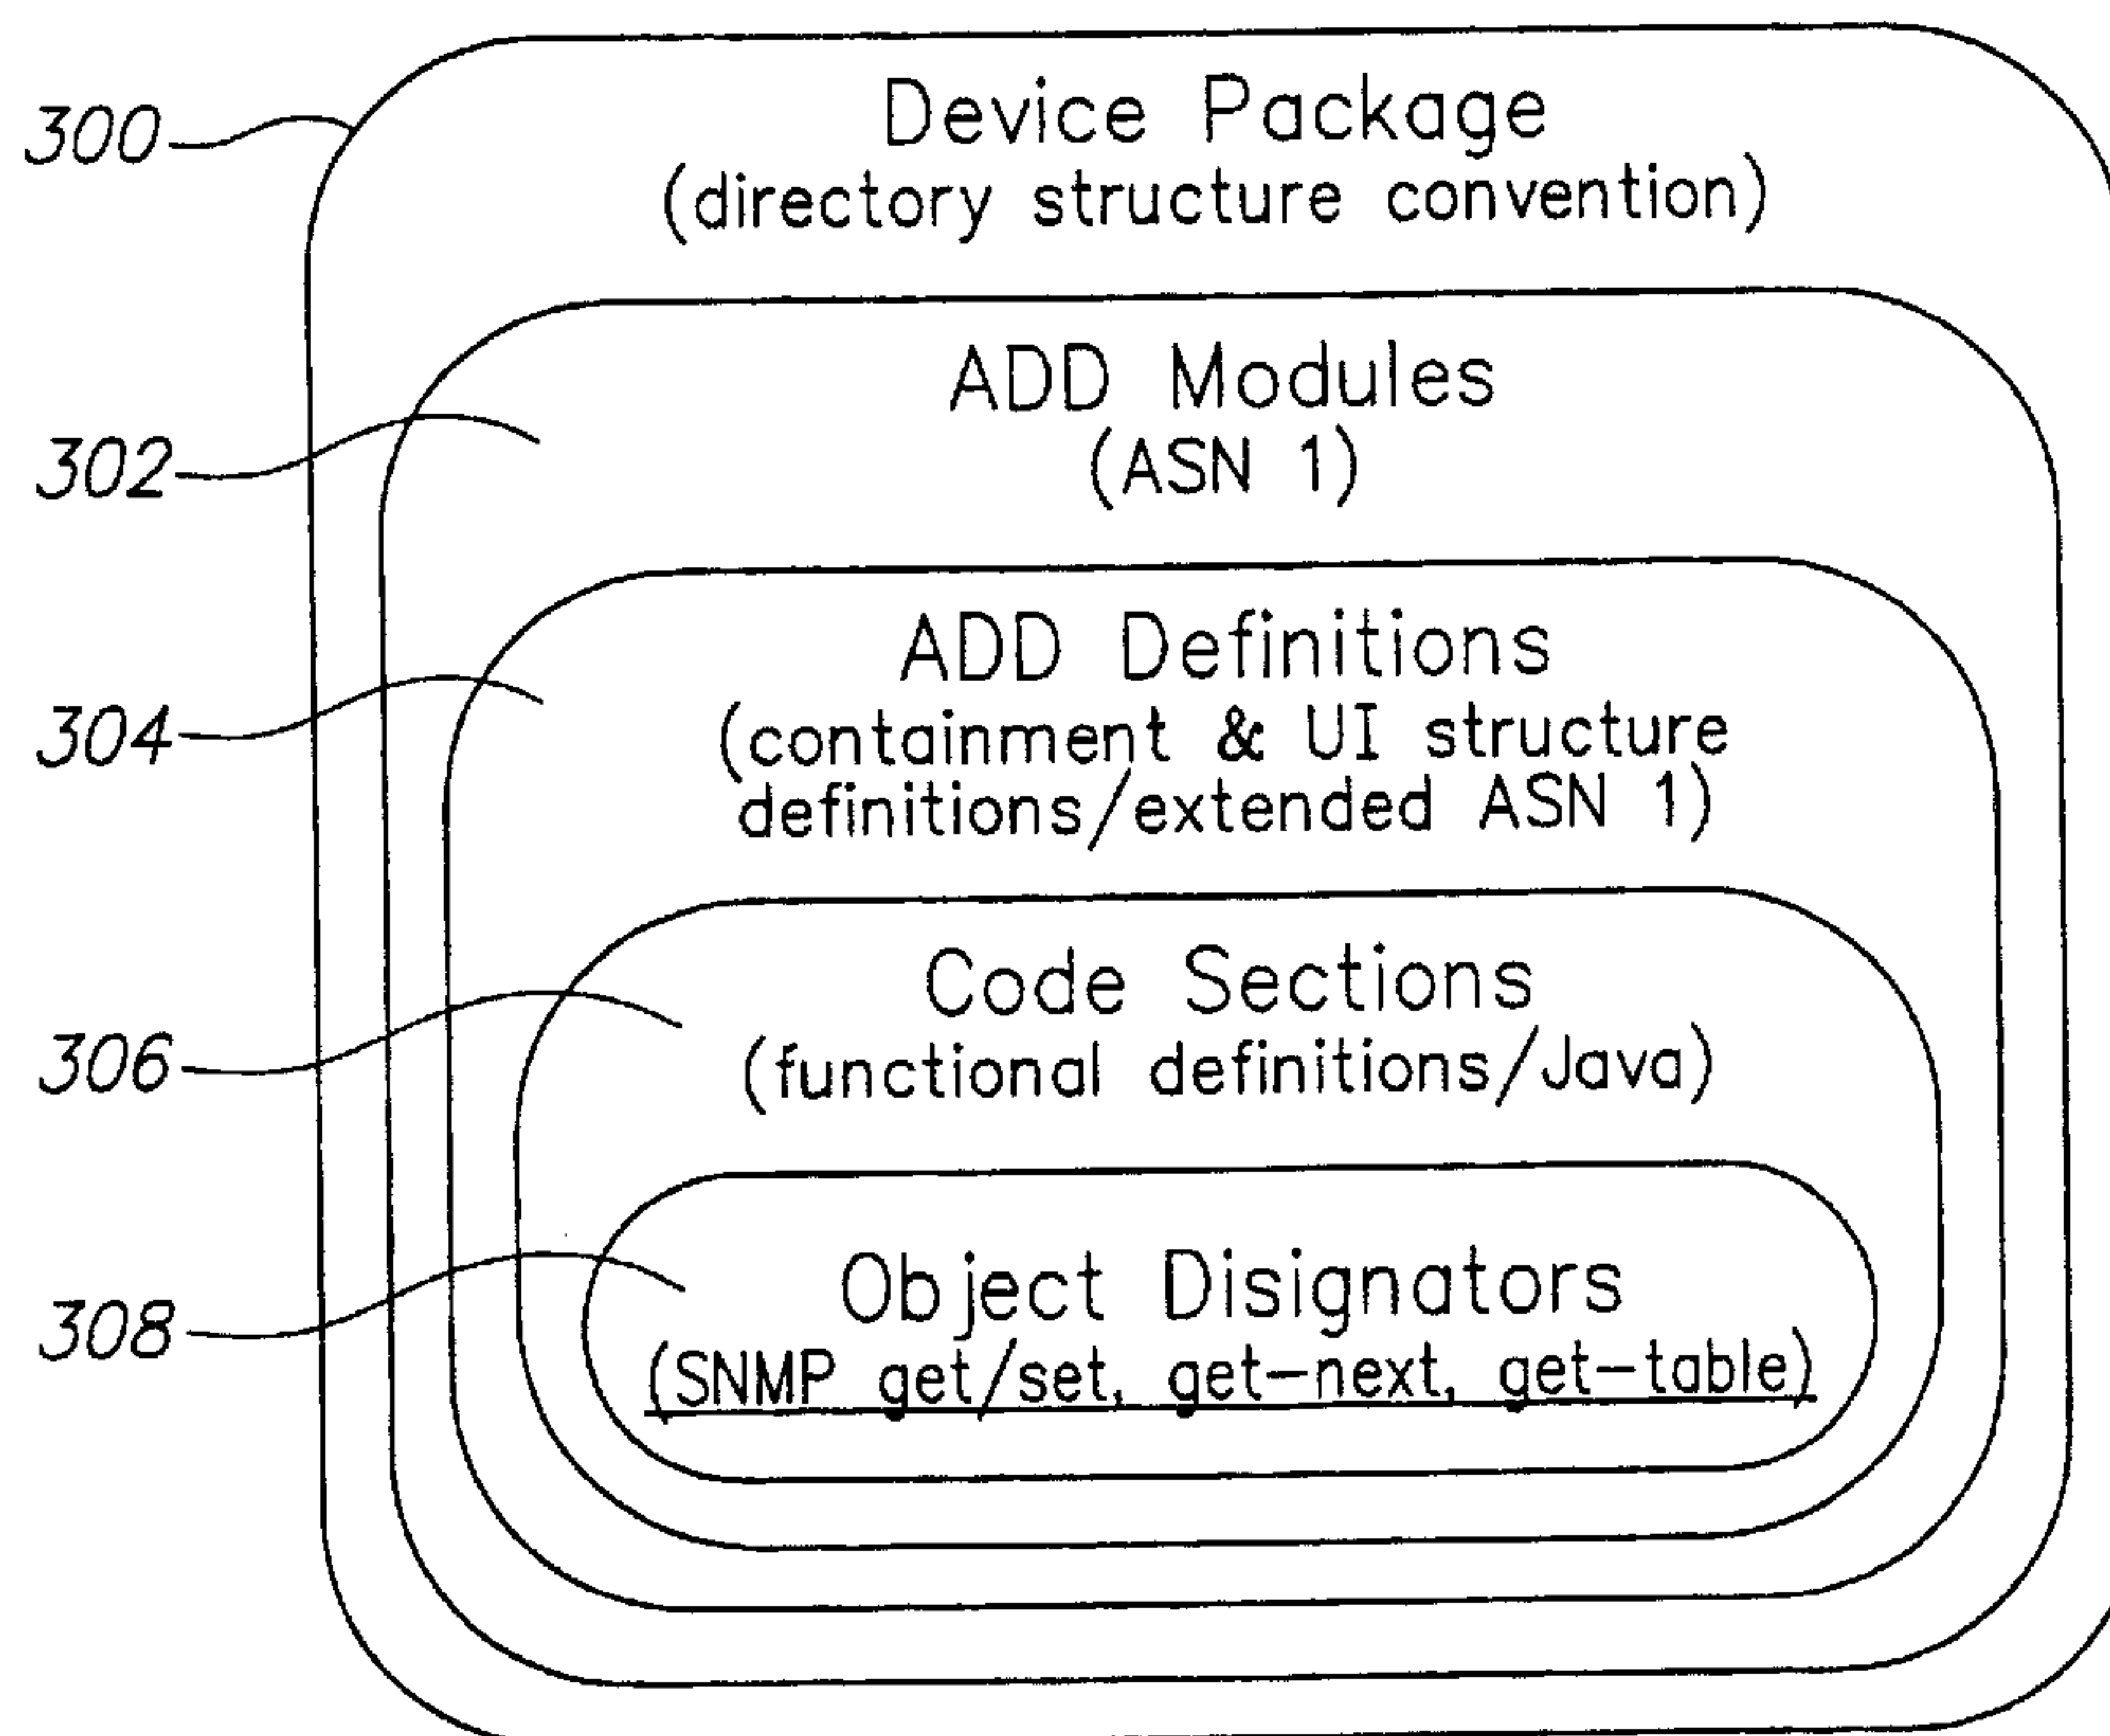 300
Device Package
(directory structure convention)
302
ADD Modules
(ASN 1)
304
ADD Definitions
(containment & UI structure
definitions/extended ASN 1)
306
Code Sections
(functional definitions/Java)
308
Object Disignators
(SNMP get/set, get-next, get-table)